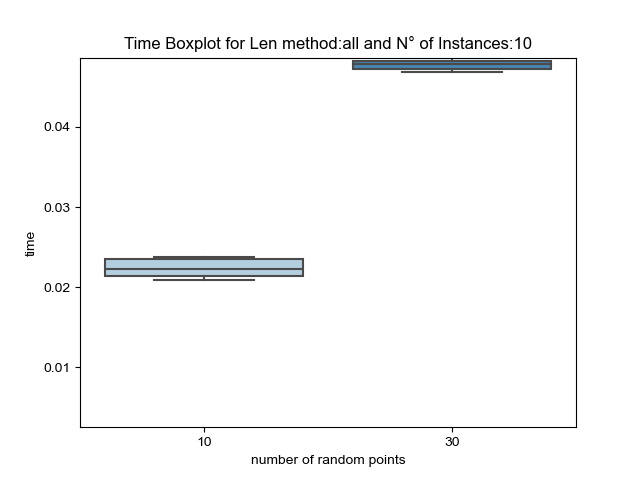 Time Boxplot for Len method:all and N° of Instances:10
0.04
0.03
time
0.02
0.01
10
30
number of random points